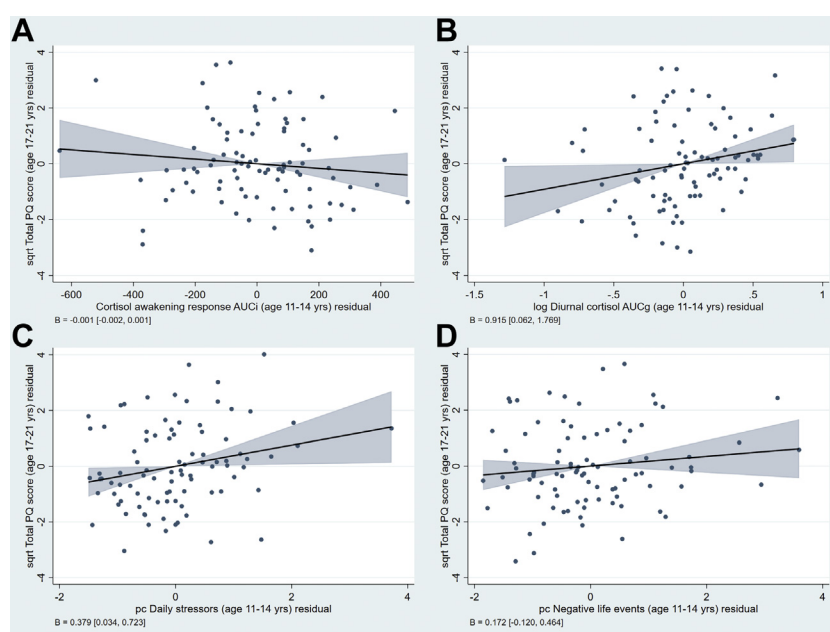 A
sqrt Total PQ score (age 17-21 yrs) residual
4
2
0
-2
-4
-600 -400 -200 0 200 400
Cortisol awakening response AUCi (age 11-14 yrs) residual
B = -0.001 [-0.002, 0.001]
B
sqrt Total PQ score (age 17-21 yrs) residual
4
2
0
-2
-4
-1.5 -1 -.5 0 .5 1
log Diurnal cortisol AUCg (age 11-14 yrs) residual
B = 0.915 [0.062, 1.769]
C
sqrt Total PQ score (age 17-21 yrs) residual
4
2
0
-2
-4
-2 0 2 4
pc Daily stressors (age 11-14 yrs) residual
B = 0.379 [0.034, 0.723]
D
sqrt Total PQ score (age 17-21 yrs) residual
4
2
0
-2
-4
-2 0 2 4
pc Negative life events (age 11-14 yrs) residual
B = 0.172 [-0.120, 0.464]